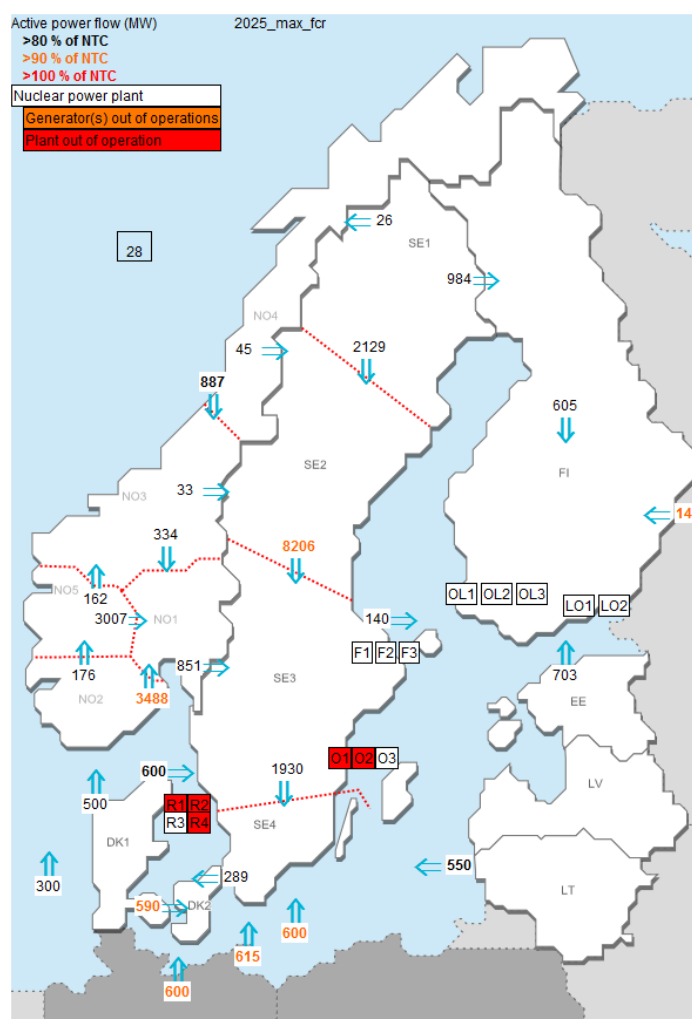 Active power flow (MW) 2025_max_fcr
>80 % of NTC
>90 % of NTC
>100 % of NTC
Nuclear power plant
Generator(s) out of operations
Plant out of operation
26
SE1
28
984
NO4
45
2129
887
605
SE2
FI
NO3
33
14
334
8206
NO5
162
OL1 OL2 OL3
LO1 LO2
3007
NO1
140
F1 F2 F3
176
851
703
NO2
3488
SE3
EE
O1 O2 O3
600
1930
LV
500
R1 R2
R3 R4
SE4
DK1
300
289
550
LT
590
DK2
600
615
600